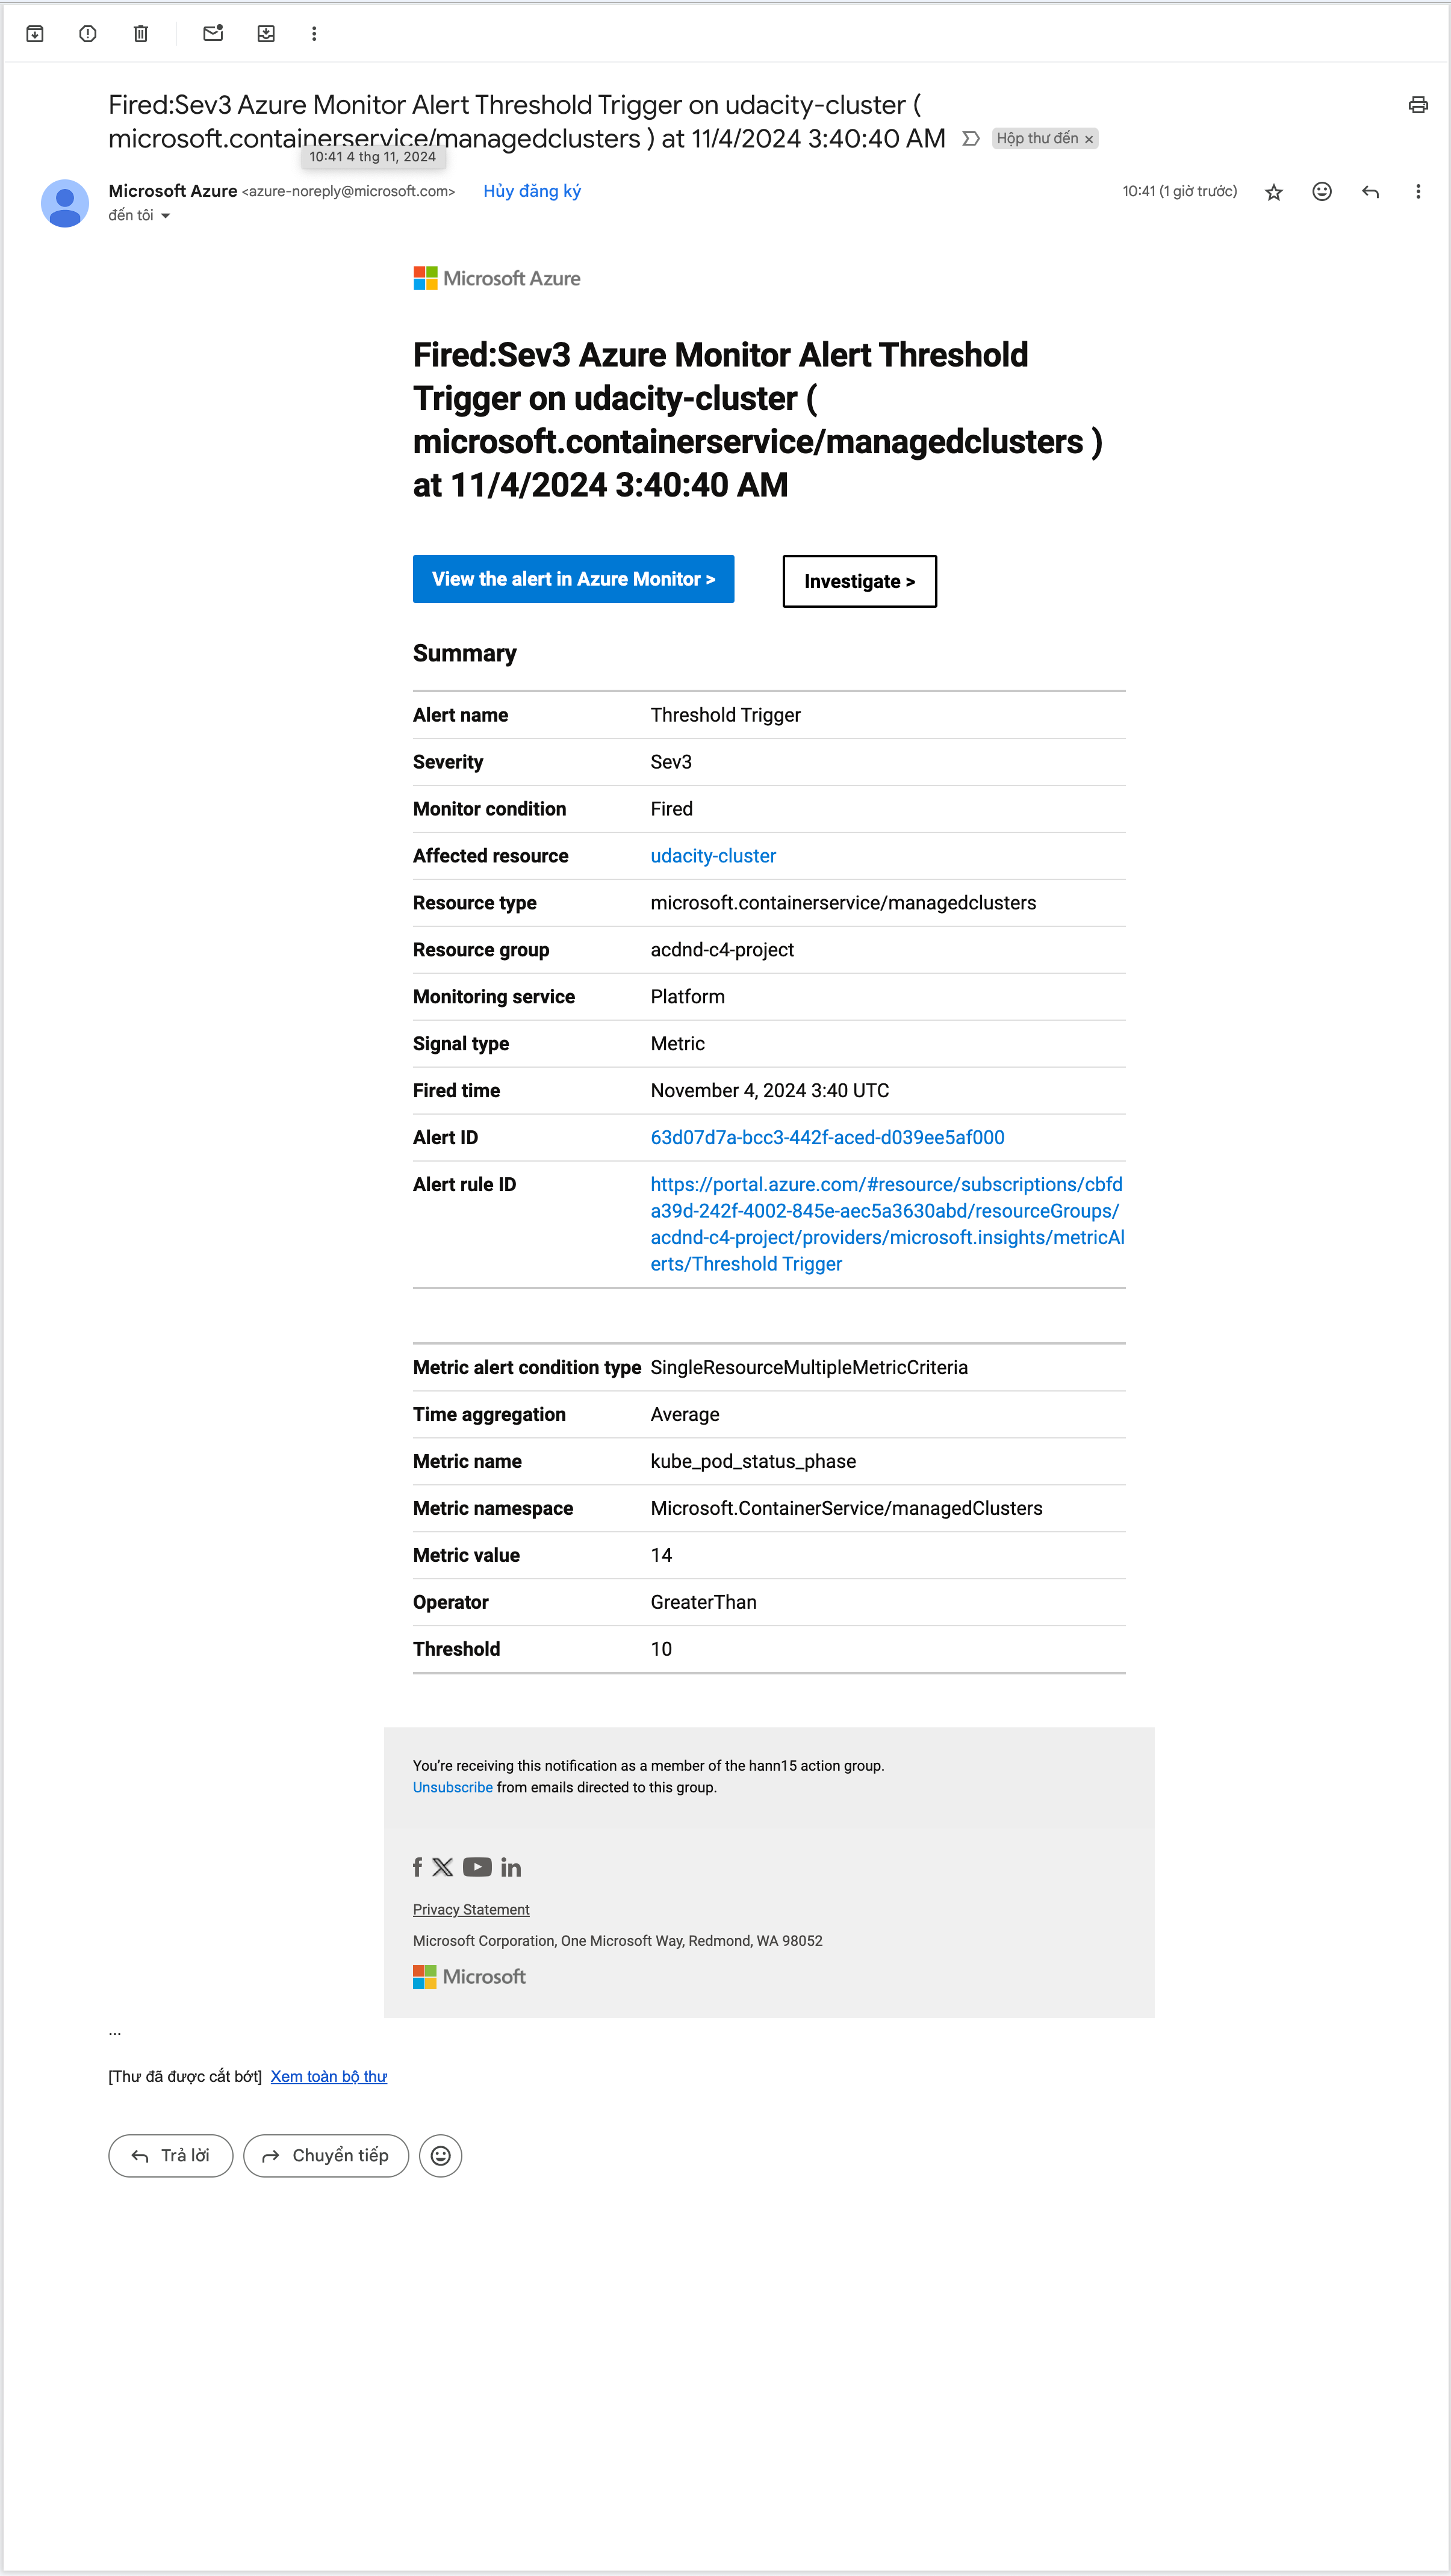 Fired:Sev3 Azure Monitor Alert Threshold Trigger on udacity-cluster (
microsoft.containerservice/managedclusters ) at 11/4/2024 3:40:40 AM
Hộp thư đến ×
10:41 4 thg 11, 2024
Microsoft Azure <azure-noreply@microsoft.com> Hủy đăng ký
10:41 (1 giờ trước)
đến tôi
Microsoft Azure
Fired:Sev3 Azure Monitor Alert Threshold
Trigger on udacity-cluster (
microsoft.containerservice/managedclusters )
at 11/4/2024 3:40:40 AM
View the alert in Azure Monitor >
Investigate >
Summary
Alert name Threshold Trigger
Severity Sev3
Monitor condition Fired
Affected resource udacity-cluster
Resource type microsoft.containerservice/managedclusters
Resource group acdnd-c4-project
Monitoring service Platform
Signal type Metric
Fired time November 4, 2024 3:40 UTC
Alert ID 63d07d7a-bcc3-442f-aced-d039ee5af000
Alert rule ID https://portal.azure.com/#resource/subscriptions/cbfd
a39d-242f-4002-845e-aec5a3630abd/resourceGroups/
acdnd-c4-project/providers/microsoft.insights/metricAl
erts/Threshold Trigger
Metric alert condition type SingleResourceMultipleMetricCriteria
Time aggregation Average
Metric name kube_pod_status_phase
Metric namespace Microsoft.ContainerService/managedClusters
Metric value 14
Operator GreaterThan
Threshold 10
You're receiving this notification as a member of the hann15 action group.
Unsubscribe from emails directed to this group.
Privacy Statement
Microsoft Corporation, One Microsoft Way, Redmond, WA 98052
Microsoft
...
[Thư đã được cắt bớt] Xem toàn bộ thư
Trả lời
Chuyển tiếp